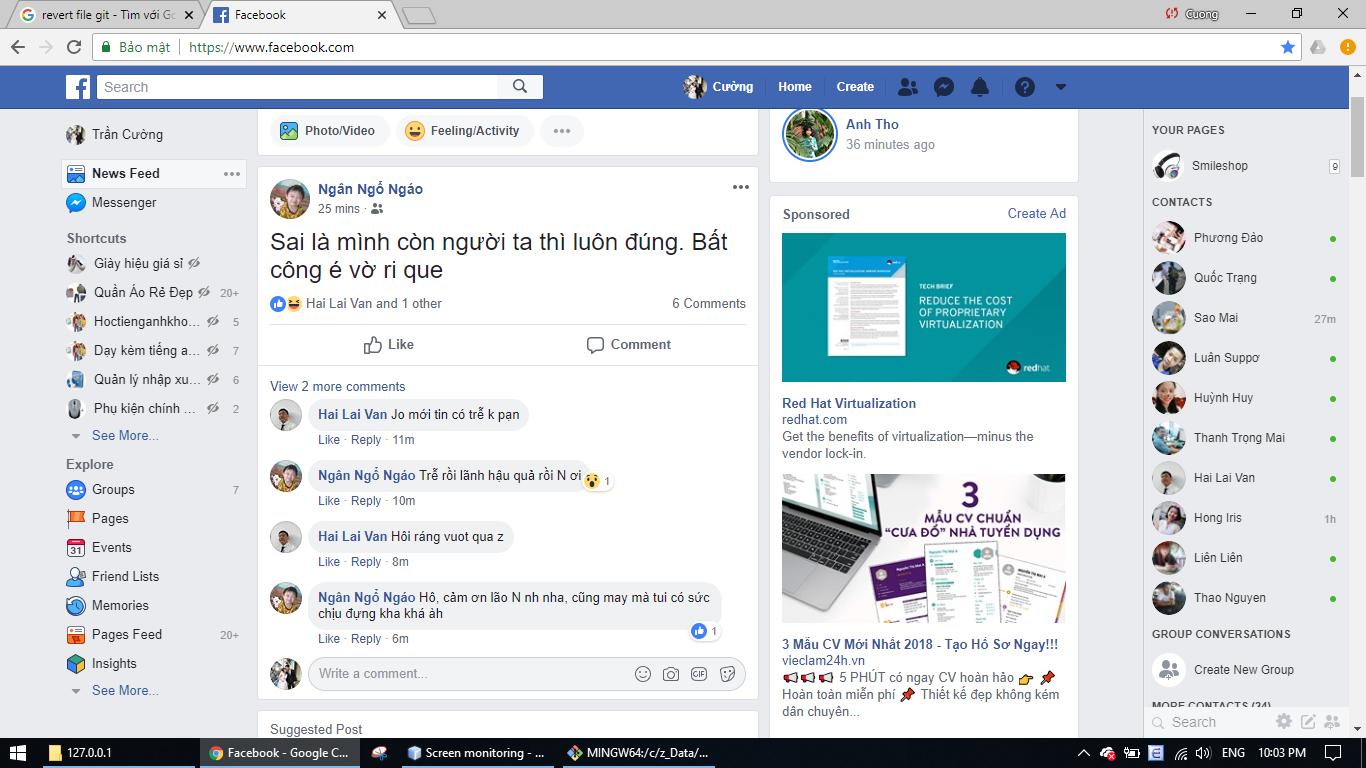 revert file git - Tìm với Go
Facebook
Cuong
Bảo mật
https://www.facebook.com
Search
Cường
Home
Create
Trần Cường
News Feed
Messenger
Shortcuts
Giày hiệu giá sỉ
Quần Áo Rẻ Đẹp 20+
Hoctienganhkho... 5
Dạy kèm tiếng a... 7
Quản lý nhập xu... 6
Phụ kiện chính ... 2
See More...
Explore
Groups 7
Pages
31 Events
Friend Lists
Memories
Pages Feed 20+
Insights
See More...
Photo/Video
Feeling/Activity
Ngân Ngổ Ngáo
25 mins ·
Sai là mình còn người ta thì luôn đúng. Bất
công é vờ ri que
Hai Lai Van and 1 other
6 Comments
Like
Comment
View 2 more comments
Hai Lai Van Jo mới tin có trễ k pạn
Like · Reply · 11m
Ngân Ngổ Ngáo Trễ rồi lãnh hậu quả rồi N ơi
1
Like · Reply · 10m
Hai Lai Van Hôi ráng vuot qua z
Like · Reply · 8m
Ngân Ngổ Ngáo Hô, cảm ơn lão N nh nha, cũng may mà tui có sức
chịu đựng kha khá àh
1
Like · Reply · 6m
Write a comment...
GIF
Suggested Post
Anh Tho
36 minutes ago
Sponsored
Create Ad
TECH BRIEF
REDUCE THE COST
OF PROPRIETARY
VIRTUALIZATION
redhat
Red Hat Virtualization
redhat.com
Get the benefits of virtualization—minus the
vendor lock-in.
3
MẪU CV CHUẨN
“CƯA ĐỔ” NHÀ TUYỂN DỤNG
3 Mẫu CV Mới Nhất 2018 - Tạo Hồ Sơ Ngay!!!
vieclam24h.vn
📢📢📢 5 PHÚT có ngay CV hoàn hảo 👉 📌
Hoàn toàn miễn phí 📌 Thiết kế đẹp không kém
dân chuyên...
YOUR PAGES
Smileshop 9
CONTACTS
Phương Đảo
Quốc Trạng
Sao Mai 27m
Luân Suppơ
Huỳnh Huy
Thanh Trọng Mai
Hai Lai Van
Hong Iris 1h
Liên Liên
Thao Nguyen
GROUP CONVERSATIONS
Create New Group
MORE CONTACTS (24)
Search
127.0.0.1
Facebook - Google C...
Screen monitoring - ...
MINGW64:/c/z_Data/...
ENG
10:03 PM